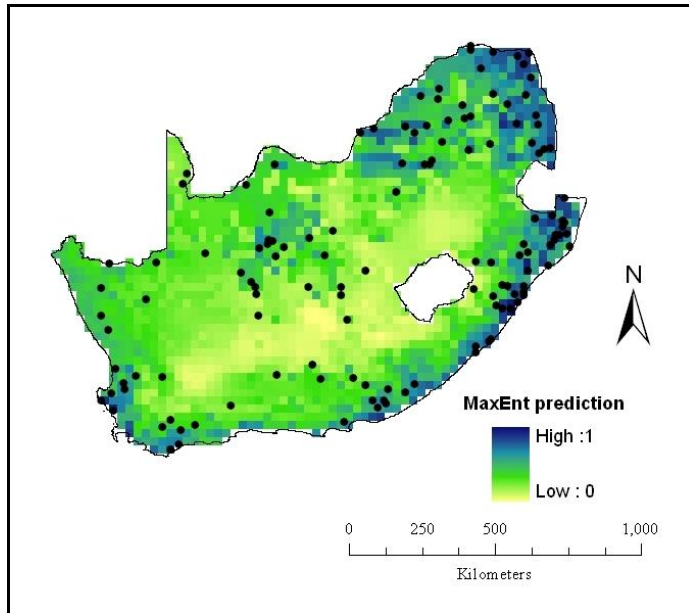 N
MaxEnt prediction
High :1
Low : 0
0 250 500 1,000
Kilometers